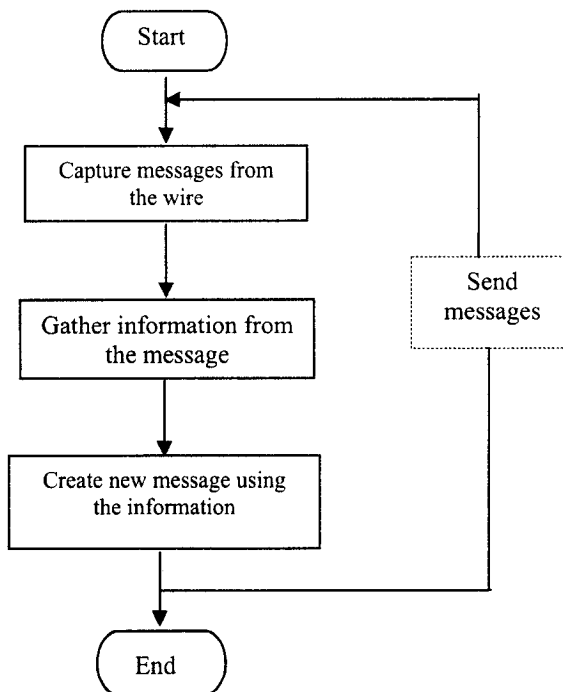 Start
Capture messages from
the wire
Gather information from
the message
Send
messages
Create new message using
the information
End